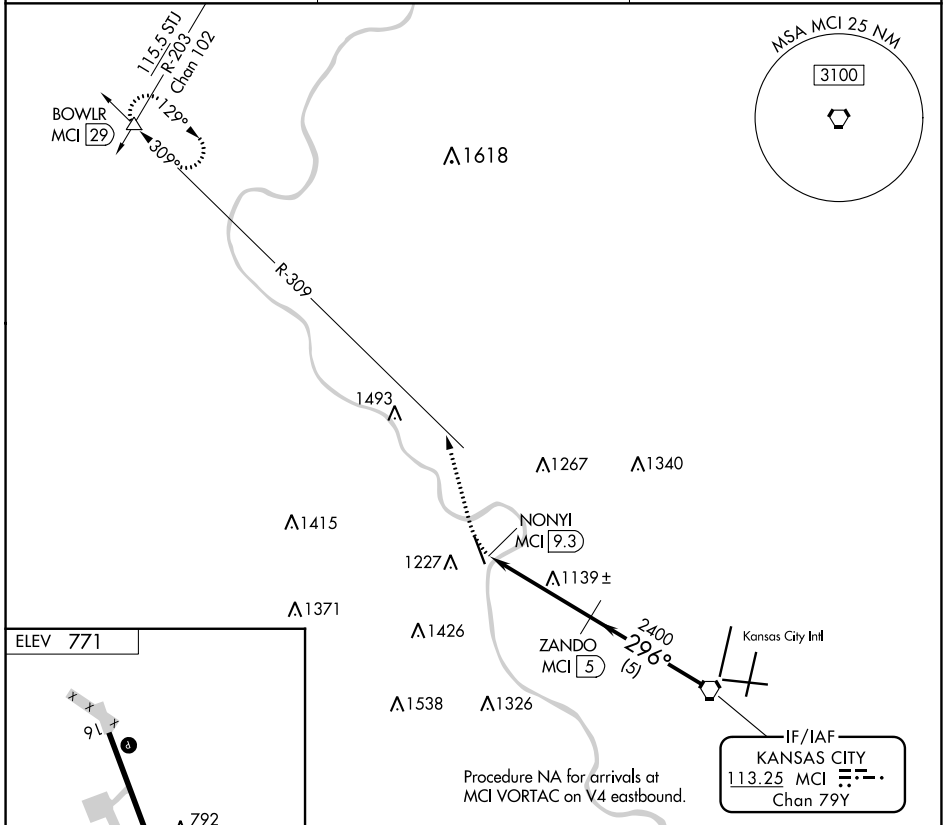 115.5 STJ
R-203
Chan 102
MSA MCI 25 NM
3100
BOWLR
MCI 29
129°
309°
1618
R-309
1493
1267
1340
1415
NONYI
MCI 9.3
1227
1139 ±
1371
1426
ZANDO
MCI 5
2400
296°
(5)
Kansas City Intl
1538
1326
ELEV 771
16
P
792
Procedure NA for arrivals at
MCI VORTAC on V4 eastbound.
IF/IAF
KANSAS CITY
113.25 MCI
Chan 79Y